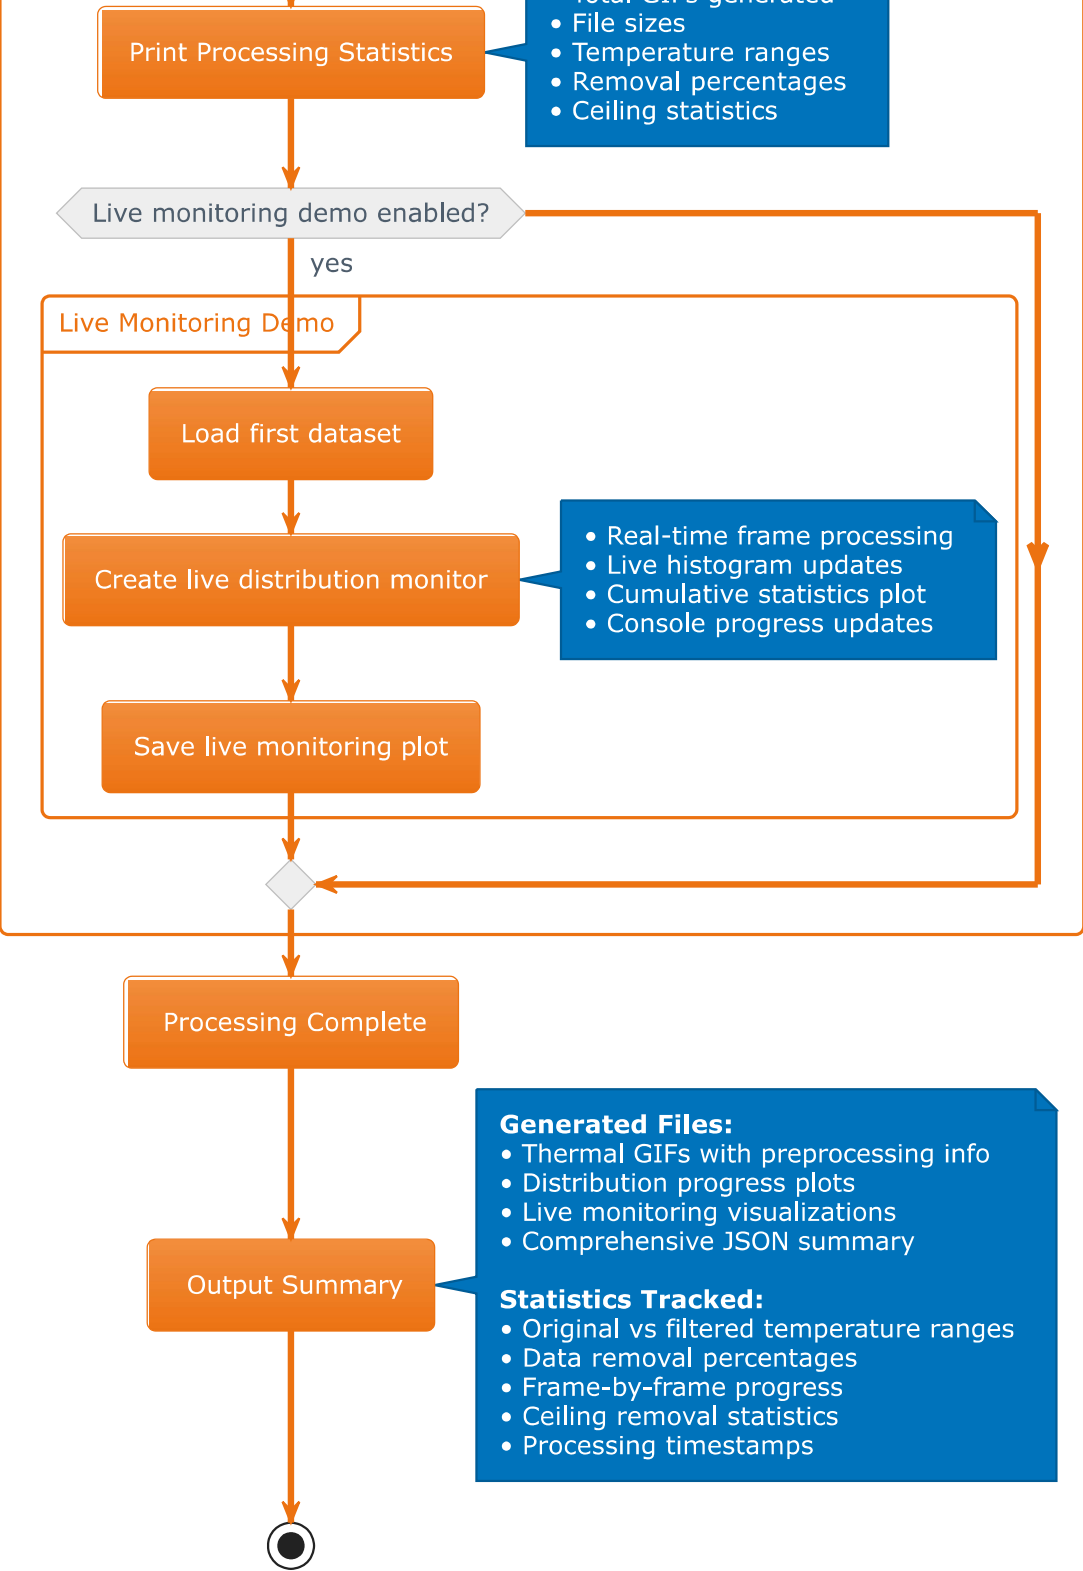 Total GIFs generated
• File sizes
Print Processing Statistics
• Temperature ranges
• Removal percentages
• Ceiling statistics
Live monitoring demo enabled?
yes
Live Monitoring Demo
Load first dataset
• Real-time frame processing
• Live histogram updates
Create live distribution monitor
• Cumulative statistics plot
• Console progress updates
Save live monitoring plot
Processing Complete
Generated Files:
• Thermal GIFs with preprocessing info
• Distribution progress plots
• Live monitoring visualizations
• Comprehensive JSON summary
Output Summary
Statistics Tracked:
• Original vs filtered temperature ranges
• Data removal percentages
• Frame-by-frame progress
• Ceiling removal statistics
• Processing timestamps